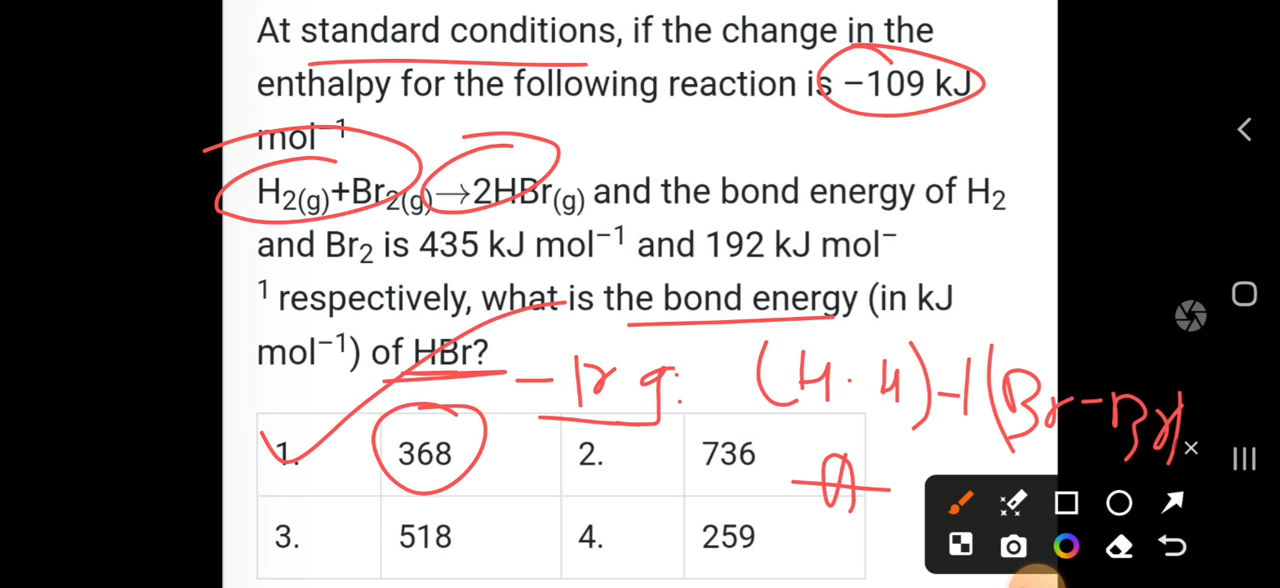 At standard conditions, if the change in the
enthalpy for the following reaction is −109 kJ
mol⁻¹
H₂(g)+Br₂(g)→2HBr(g) and the bond energy of H₂
and Br₂ is 435 kJ mol⁻¹ and 192 kJ mol⁻
¹ respectively, what is the bond energy (in kJ
mol⁻¹) of HBr?
1. 368 2. 736
3. 518 4. 259